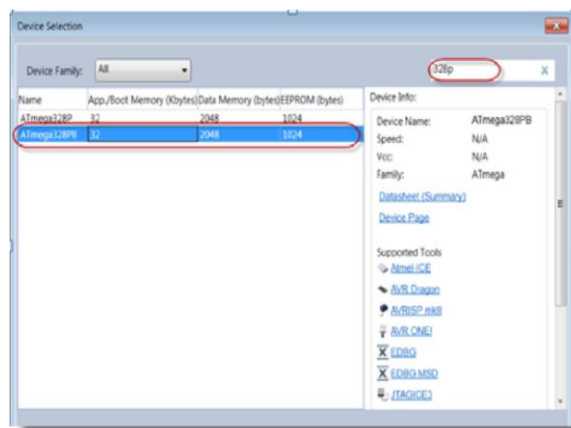 Device Selection
Device Family: All
328p
X
Name App./Boot Memory (Kbytes) Data Memory (bytes) EEPROM (bytes)
ATmega328P 32 2048 1024
ATmega328PB 32 2048 1024
Device Info:
Device Name: ATmega328PB
Speed: N/A
Vcc: N/A
Family: ATmega
Datasheet (Summary)
Device Page
Supported Tools
Atmel-ICE
AVR Dragon
AVRISP mkII
AVR ONE!
EDBG
EDBG MSD
JTAGICE3